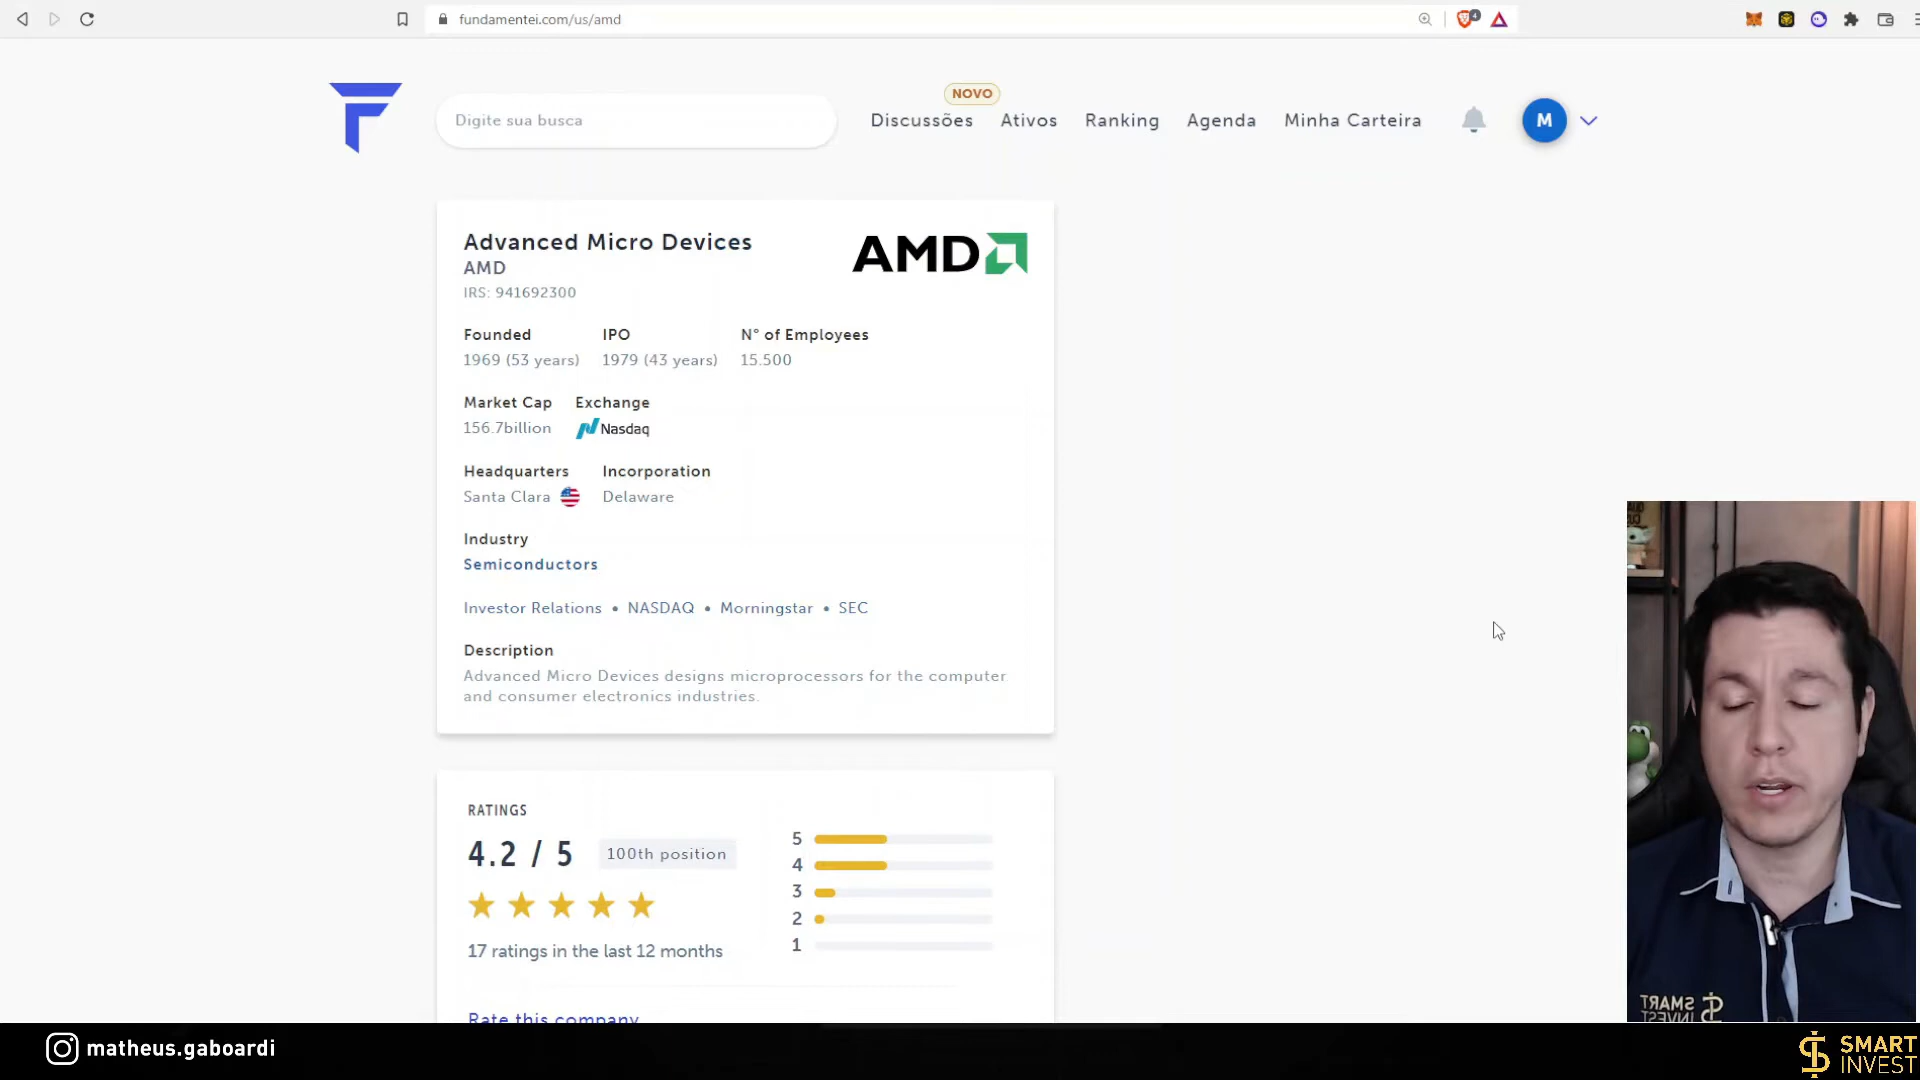 fundamentei.com/us/amd
4
Digite sua busca
NOVO
Discussões
Ativos
Ranking
Agenda
Minha Carteira
M
Advanced Micro Devices
AMD
IRS: 941692300
AMD
Founded
IPO
N° of Employees
1969 (53 years)
1979 (43 years)
15.500
Market Cap
Exchange
156.7billion
Nasdaq
Headquarters
Incorporation
Santa Clara
Delaware
Industry
Semiconductors
Investor Relations • NASDAQ • Morningstar • SEC
Description
Advanced Micro Devices designs microprocessors for the computer
and consumer electronics industries.
RATINGS
4.2 / 5
100th position
17 ratings in the last 12 months
5
4
3
2
1
Rate this company
SMART
INVEST
matheus.gaboardi
SMART
INVEST